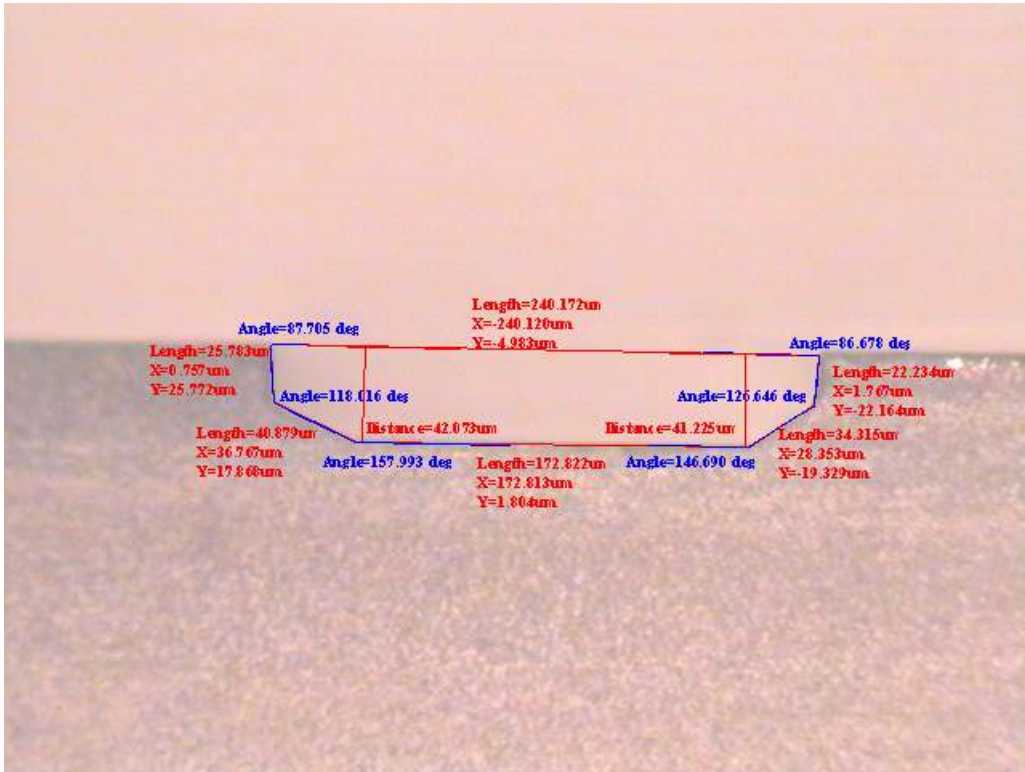 Length=240.172um
X=-240.120um
Y=-4.983um
Angle=87.705 deg
Angle=86.678 deg
Length=25.783um
X=0.757um
Y=25.772um
Length=22.234um
X=1.767um
Y=-22.164um
Angle=118.016 deg
Angle=126.646 deg
Length=40.879um
X=36.767um
Y=17.868um
Distance=42.073um
Distance=41.225um
Length=34.315um
X=28.353um
Y=-19.329um
Angle=157.993 deg
Length=172.822um
X=172.813um
Y=1.804um
Angle=146.690 deg